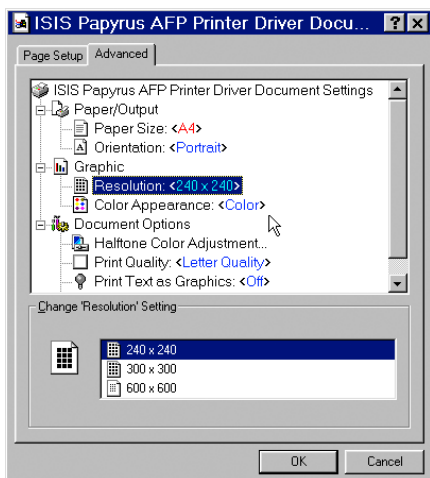 ISIS Papyrus AFP Printer Driver Docu...
Page Setup Advanced
ISIS Papyrus AFP Printer Driver Document Settings
Paper/Output
Paper Size: <A4>
Orientation: <Portrait>
Graphic
Resolution: <240 x 240>
Color Appearance: <Color>
Document Options
Halftone Color Adjustment...
Print Quality: <Letter Quality>
Print Text as Graphics: <Off>
Change 'Resolution' Setting
240 x 240
300 x 300
600 x 600
OK Cancel